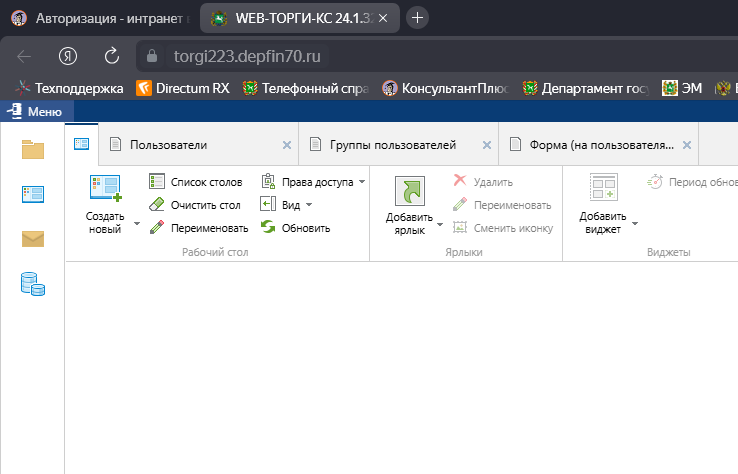 Авторизация - интранет
WEB-ТОРГИ-КС 24.1.32
torgi223.depfin70.ru
Техподдержка
Directum RX
Телефонный спра
КонсультантПлюс
Департамент гос
ЭМ
Меню
Пользователи
Группы пользователей
Форма (на пользователя...
Создать новый
Список столов
Очистить стол
Переименовать
Права доступа
Вид
Обновить
Рабочий стол
Добавить ярлык
Удалить
Переименовать
Сменить иконку
Ярлыки
Добавить виджет
Период обнов
Виджеты